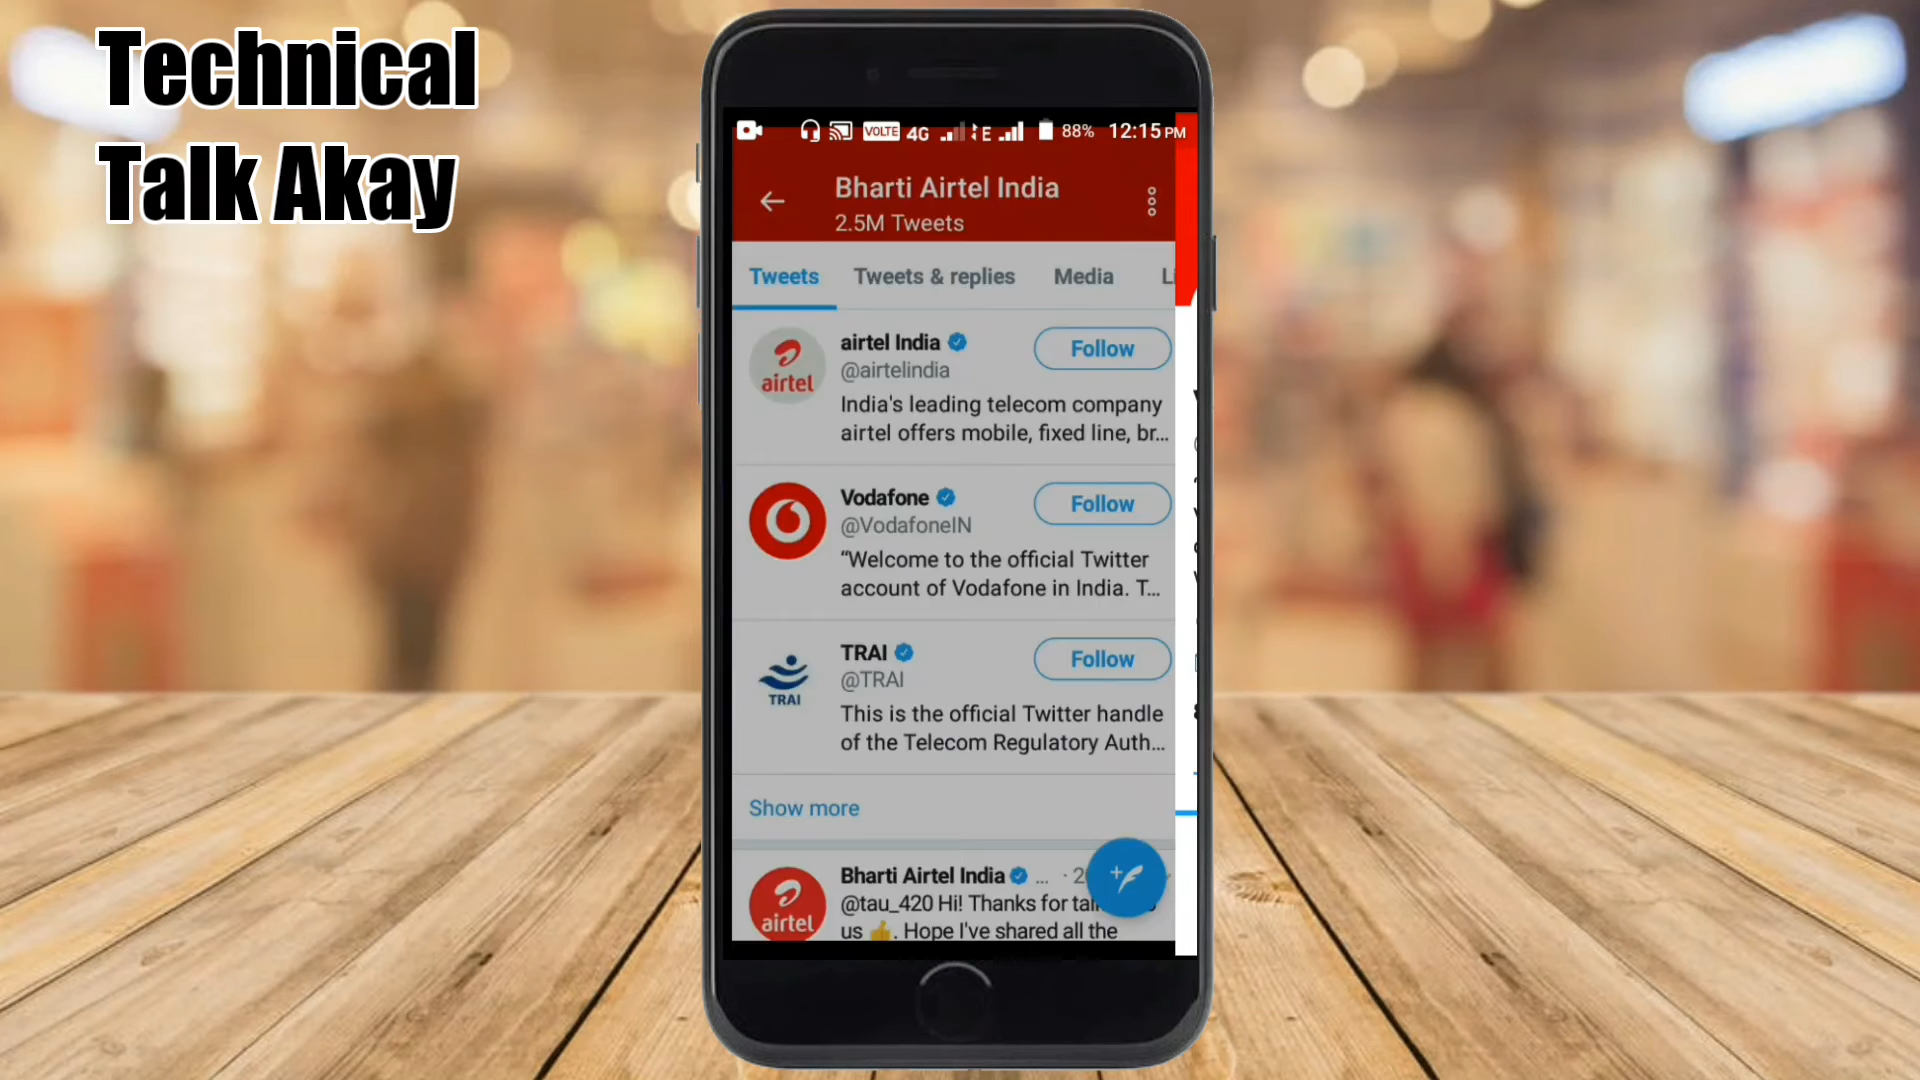 Technical
Talk Akay
VOLTE 4G E 88% 12:15 PM
Bharti Airtel India
2.5M Tweets
Tweets Tweets & replies Media
airtel India Follow
@airtelindia
airtel
India's leading telecom company
airtel offers mobile, fixed line, br...
Vodafone Follow
@VodafoneIN
“Welcome to the official Twitter
account of Vodafone in India. T...
TRAI Follow
@TRAI
TRAI
This is the official Twitter handle
of the Telecom Regulatory Auth...
Show more
Bharti Airtel India ... · 2
@tau_420 Hi! Thanks for
airtel
us 👍. Hope I've shared all the